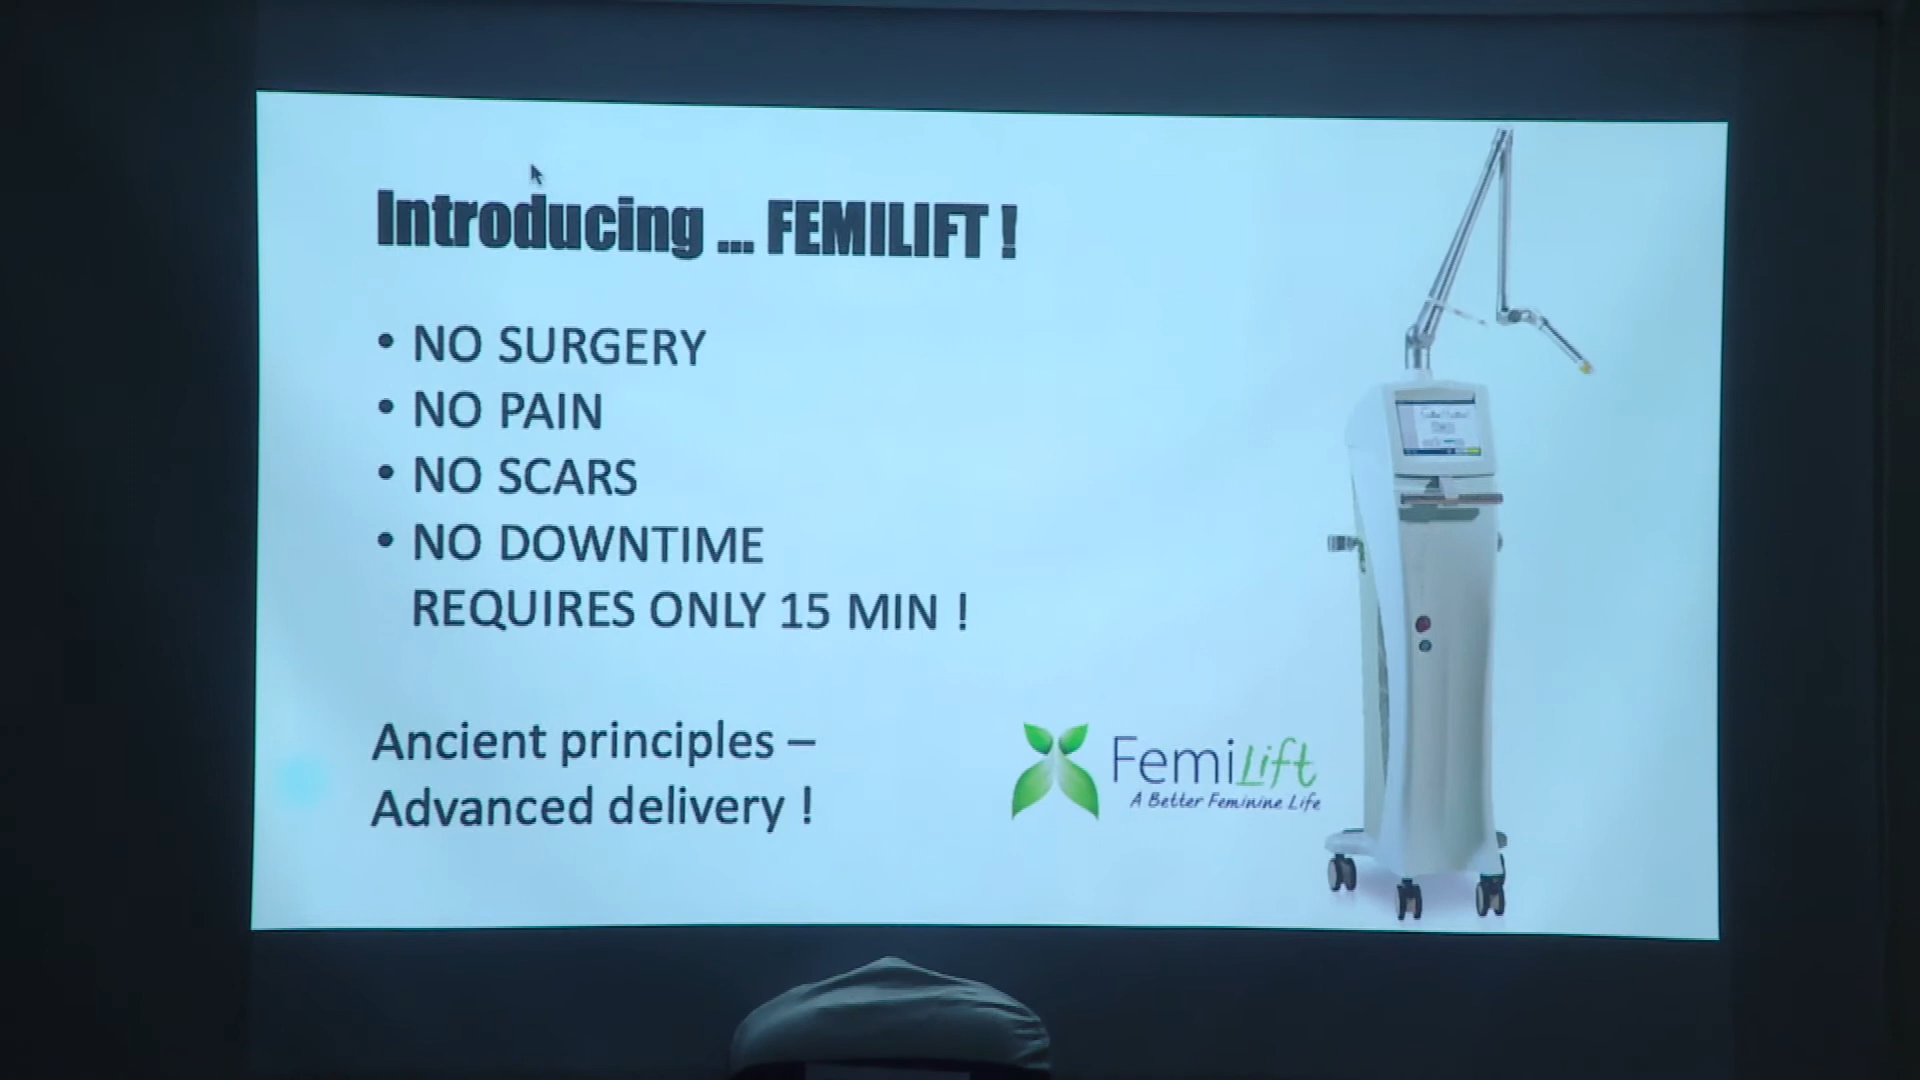 Introducing ... FEMILIFT !
• NO SURGERY
• NO PAIN
• NO SCARS
• NO DOWNTIME
REQUIRES ONLY 15 MIN !
Ancient principles –
Advanced delivery !
FemiLift
A Better Feminine Life